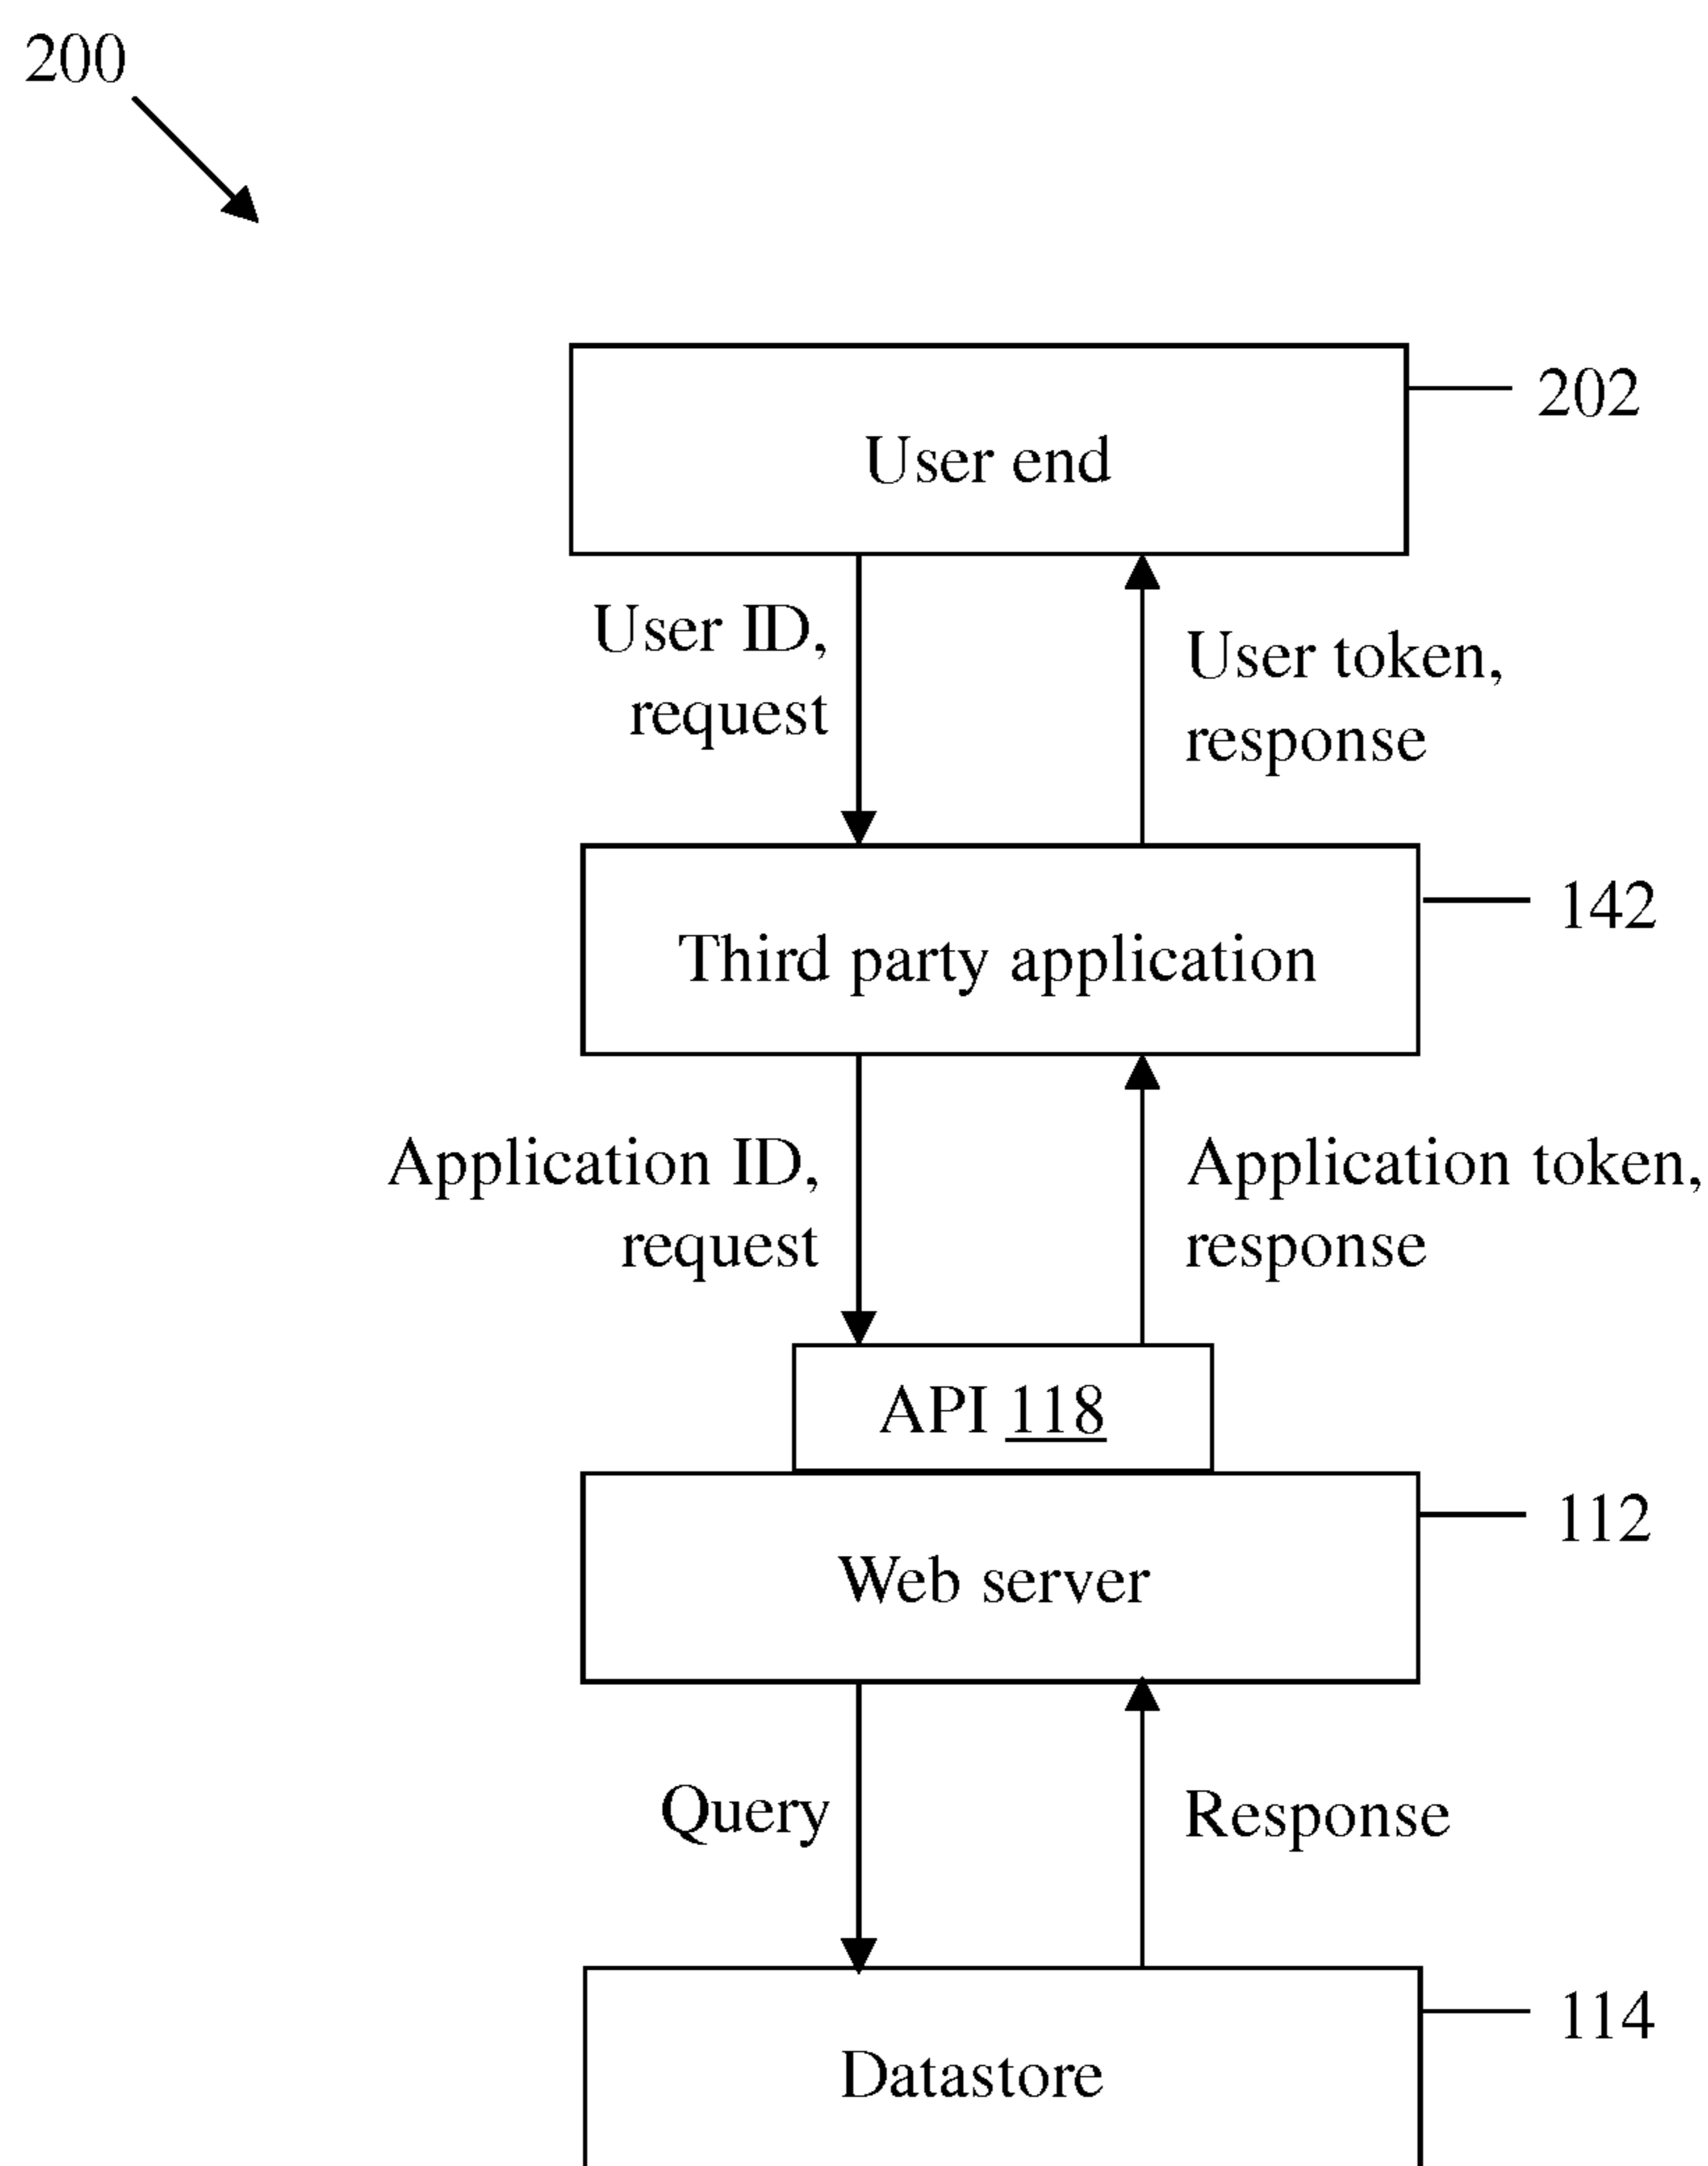 200
202
User end
User ID,
request
User token,
response
142
Third party application
Application ID,
request
Application token,
response
API 118
112
Web server
Query
Response
114
Datastore